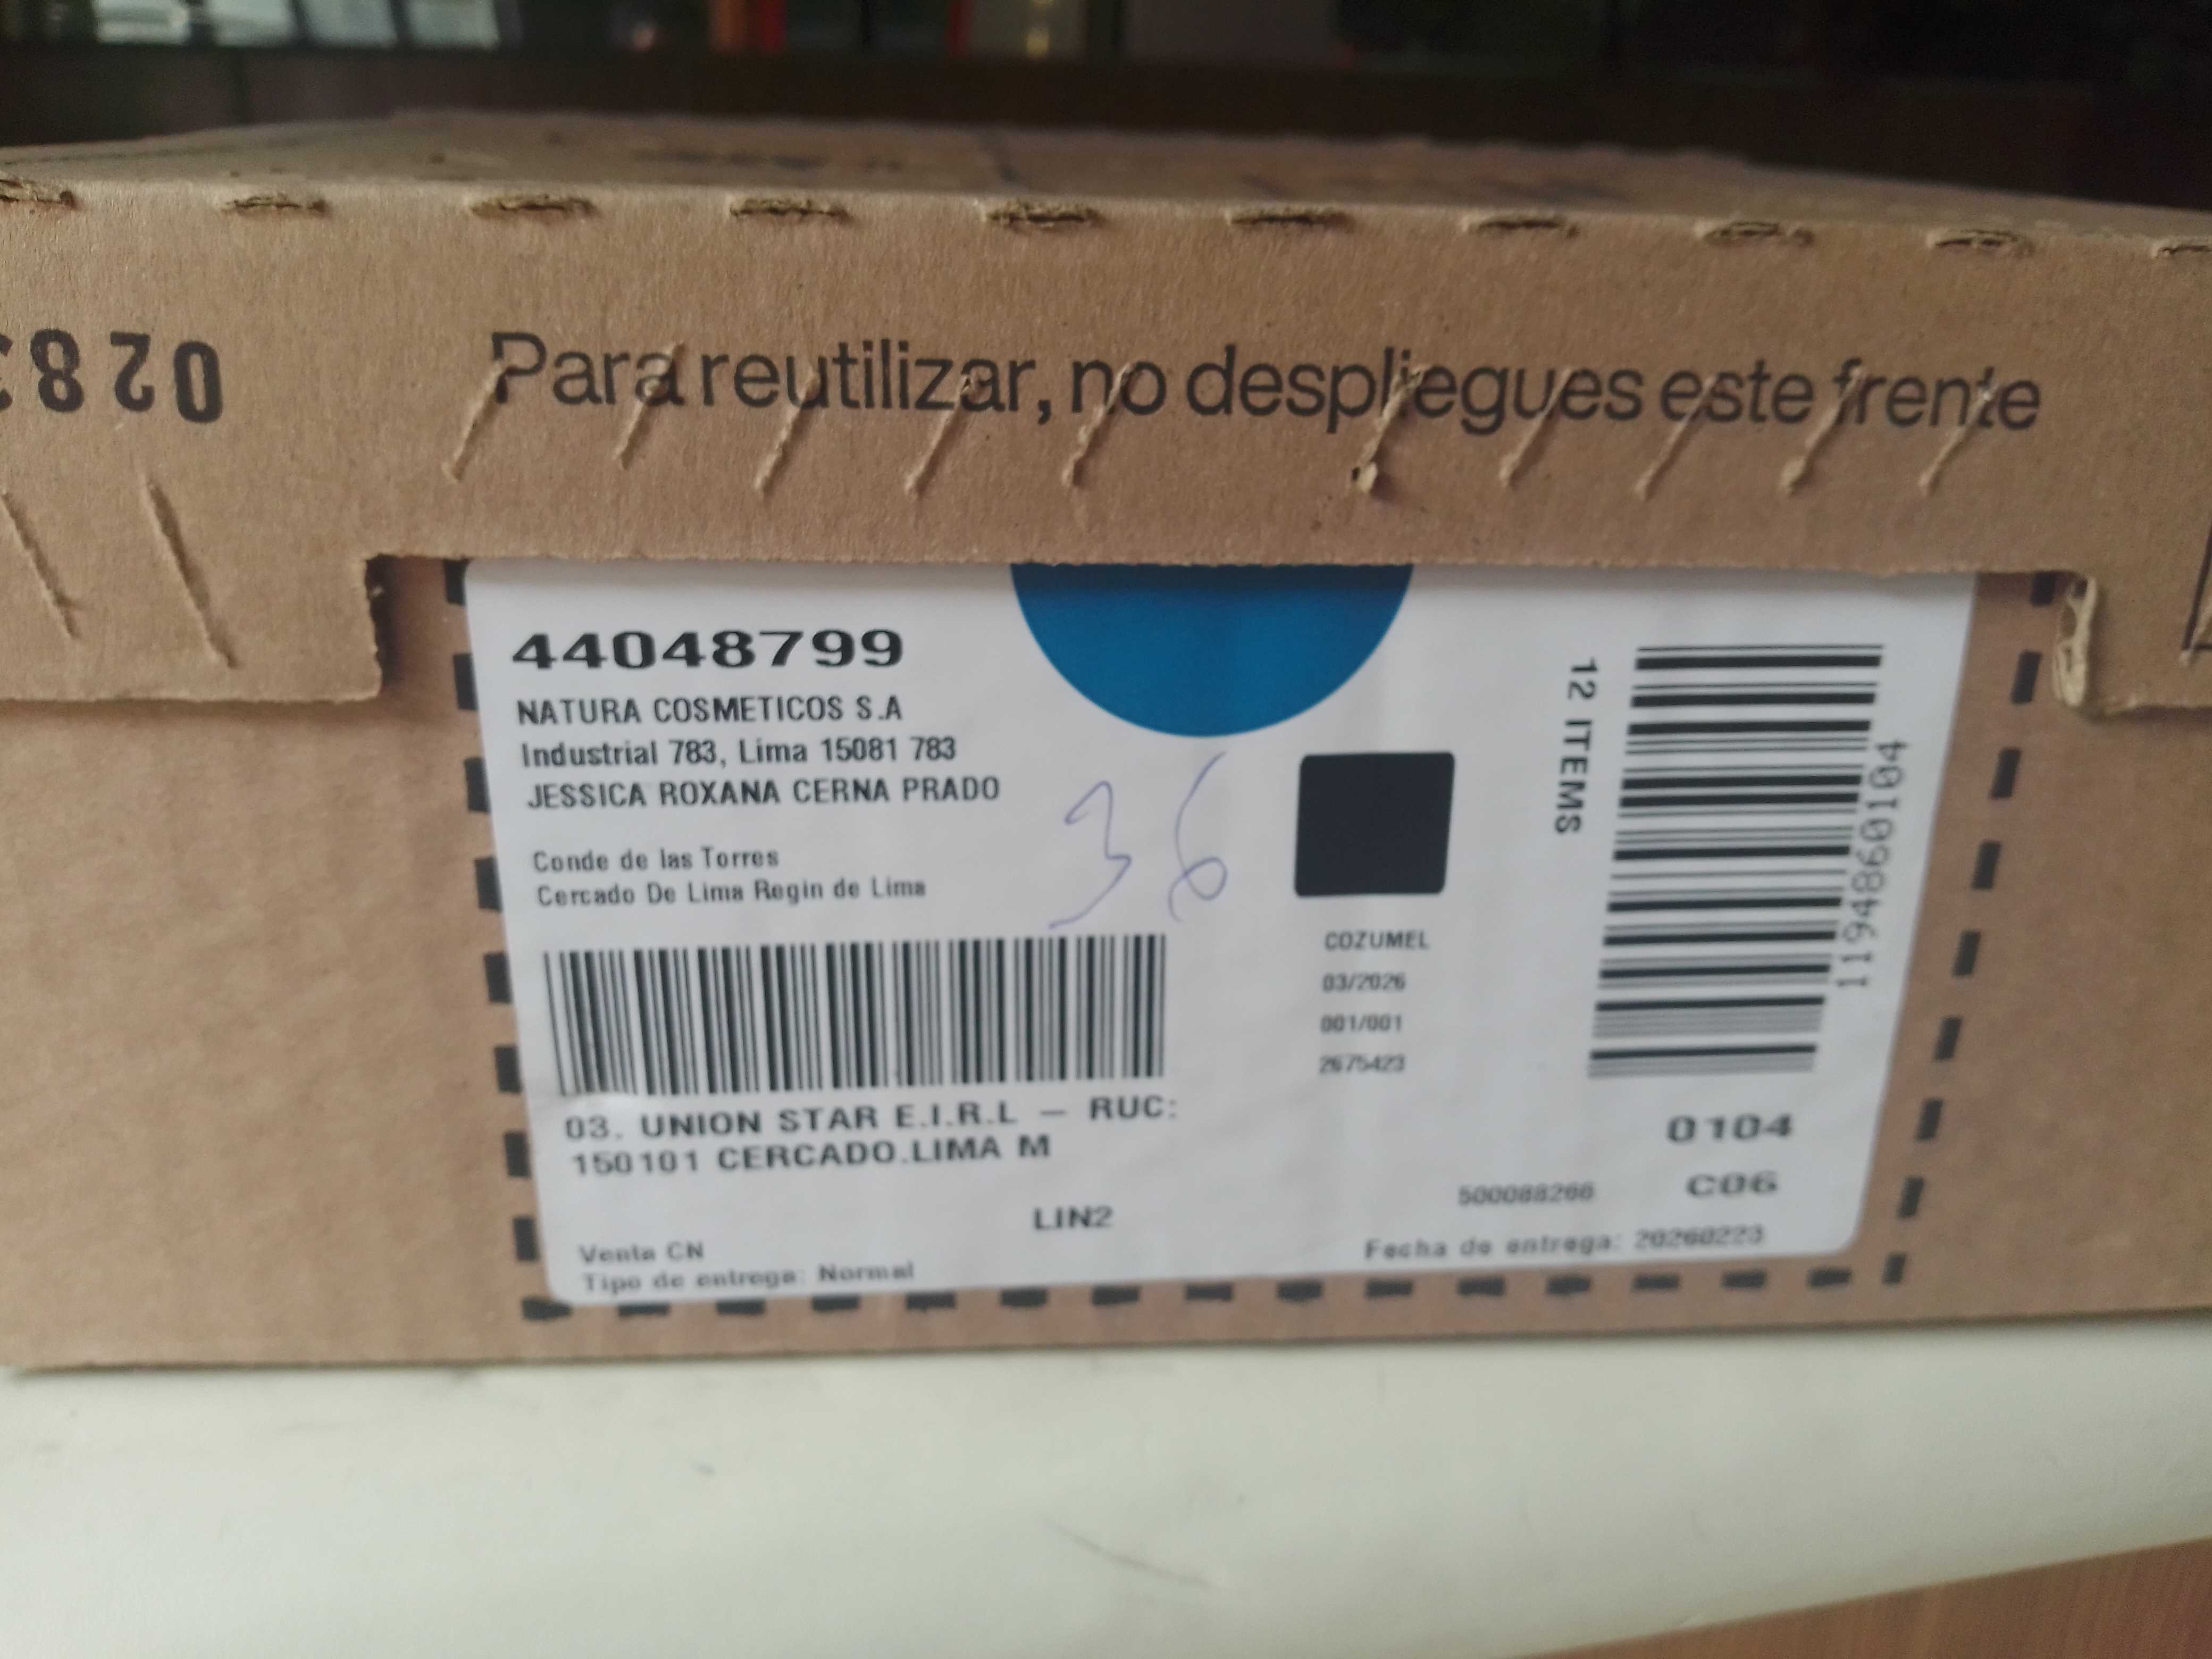 028
Para reutilizar, no despliegues este frente
44048799
NATURA COSMETICOS S.A
Industrial 783, Lima 15081 783
JESSICA ROXANA CERNA PRADO
Conde de las Torres
Cercado De Lima Regin de Lima
36
12 ITEMS
1194860104
COZUMEL
03/2026
001/001
2675423
03. UNION STAR E.I.R.L — RUC:
150101 CERCADO.LIMA M
0104
C06
500088266
LIN2
Venta CN
Tipo de entrega: Normal
Fecha de entrega: 20260223